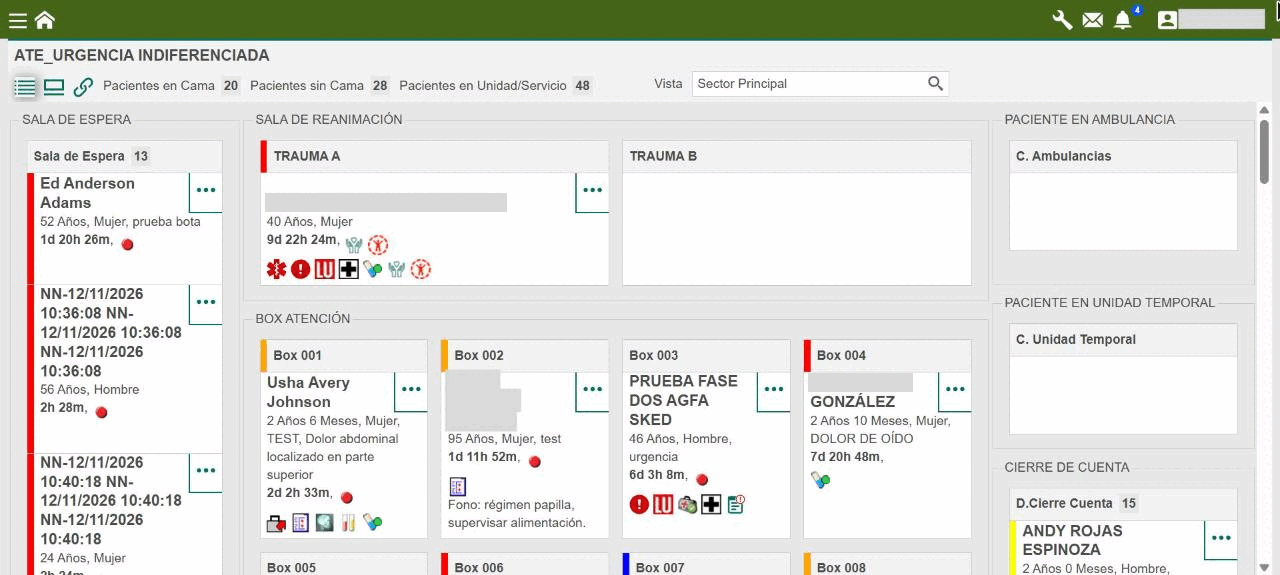 4
ATE_URGENCIA INDIFERENCIADA
Pacientes en Cama 20 Pacientes sin Cama 28 Pacientes en Unidad/Servicio 48 Vista Sector Principal
SALA DE ESPERA
Sala de Espera 13
Ed Anderson
Adams
52 Años, Mujer, prueba bota
1d 20h 26m,
NN-12/11/2026
10:36:08 NN-
12/11/2026 10:36:08
NN-12/11/2026
10:36:08
56 Años, Hombre
2h 28m,
NN-12/11/2026
10:40:18 NN-
12/11/2026 10:40:18
NN-12/11/2026
10:40:18
24 Años, Mujer
2h 24m,
SALA DE REANIMACIÓN
TRAUMA A
40 Años, Mujer
9d 22h 24m,
TRAUMA B
BOX ATENCIÓN
Box 001
Usha Avery
Johnson
2 Años 6 Meses, Mujer,
TEST, Dolor abdominal
localizado en parte
superior
2d 2h 33m,
Box 002
95 Años, Mujer, test
1d 11h 52m,
Fono: régimen papilla,
supervisar alimentación.
Box 003
PRUEBA FASE
DOS AGFA
SKED
46 Años, Hombre,
urgencia
6d 3h 8m,
Box 004
GONZÁLEZ
2 Años 10 Meses, Mujer,
DOLOR DE OÍDO
7d 20h 48m,
Box 005
Box 006
Box 007
Box 008
PACIENTE EN AMBULANCIA
C. Ambulancias
PACIENTE EN UNIDAD TEMPORAL
C. Unidad Temporal
CIERRE DE CUENTA
D.Cierre Cuenta 15
ANDY ROJAS
ESPINOZA
2 Años 0 Meses, Hombre,